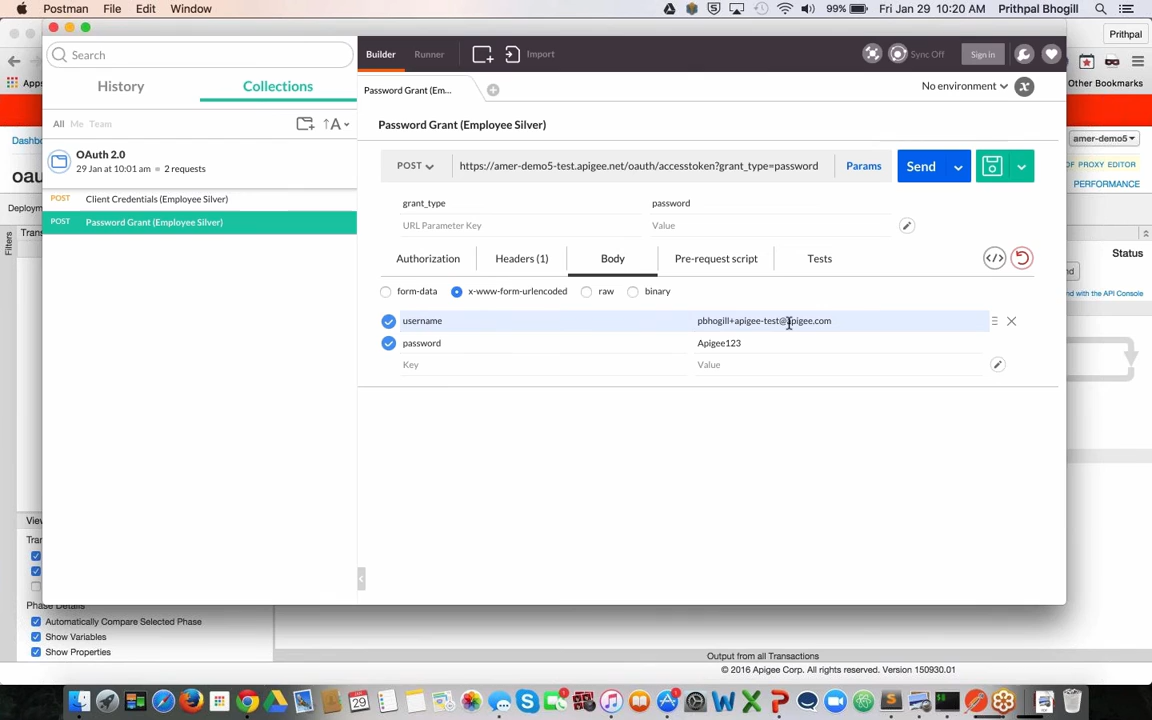 Postman File Edit Window 99% Fri Jan 29 10:20 AM Prithpal Bhogill
Prithpal
Search
Builder Runner Import Sync Off Sign in
Apps Other Bookmarks
History Collections
Password Grant (Em... No environment
All Me Team A
Password Grant (Employee Silver)
Dashbo amer-demo5
OAuth 2.0
29 Jan at 10:01 am 2 requests
POST https://amer-demo5-test.apigee.net/oauth/accesstoken?grant_type=password Params Send
OF PROXY EDITOR
oau PERFORMANCE
POST Client Credentials (Employee Silver)
grant_type password
Deployn
POST Password Grant (Employee Silver)
URL Parameter Key Value
Filters Trans
Status
Authorization Headers (1) Body Pre-request script Tests
nd
form-data x-www-form-urlencoded raw binary
the API Console
username pbhogill+apigee-test@apigee.com
password Apigee123
Key Value
View
Tran
Phase Details
Automatically Compare Selected Phase
Show Variables
Show Properties
Output from all Transactions
© 2016 Apigee Corp. All rights reserved. Version 150930.01